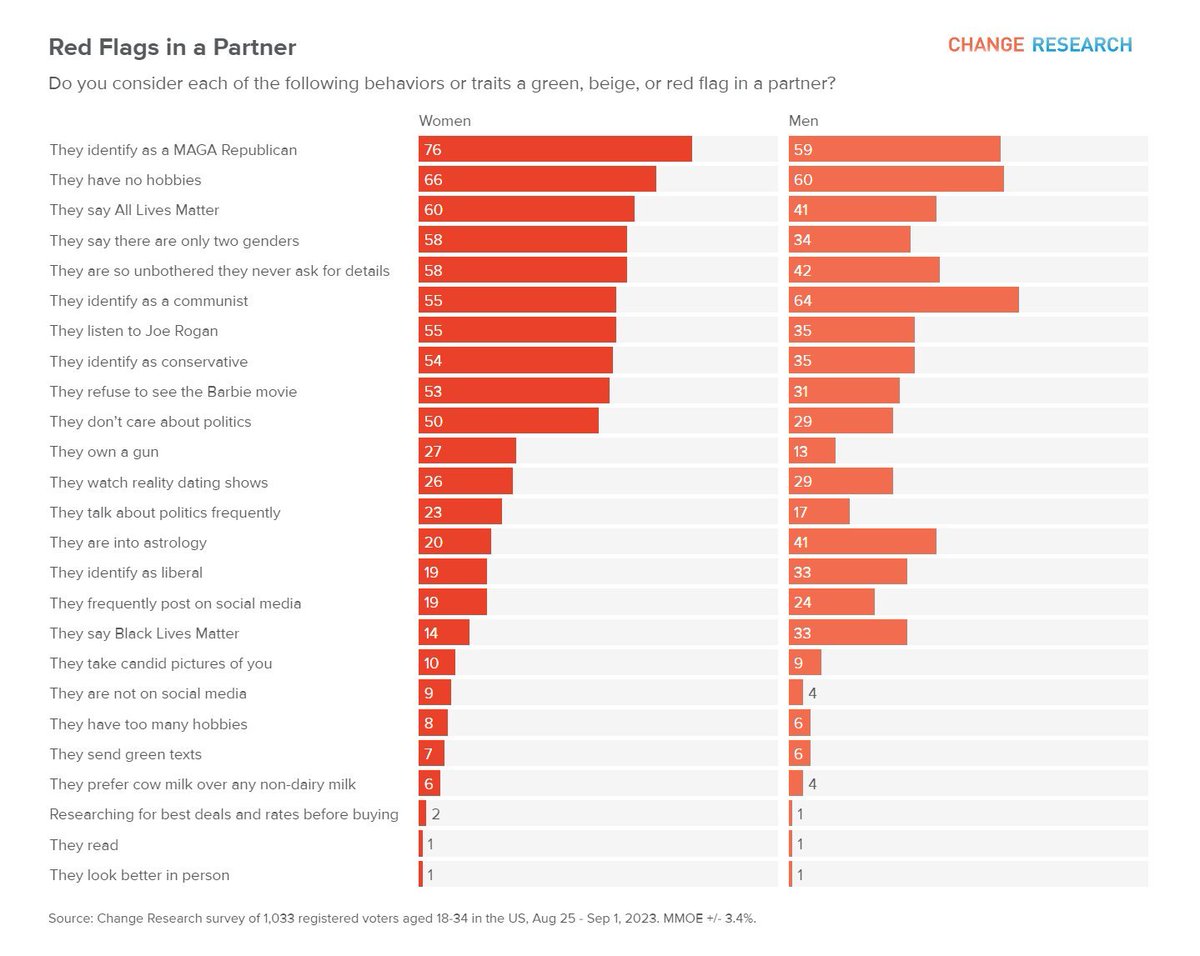 Red Flags in a Partner
CHANGE RESEARCH
Do you consider each of the following behaviors or traits a green, beige, or red flag in a partner?
Women Men
They identify as a MAGA Republican 76 59
They have no hobbies 66 60
They say All Lives Matter 60 41
They say there are only two genders 58 34
They are so unbothered they never ask for details 58 42
They identify as a communist 55 64
They listen to Joe Rogan 55 35
They identify as conservative 54 35
They refuse to see the Barbie movie 53 31
They don't care about politics 50 29
They own a gun 27 13
They watch reality dating shows 26 29
They talk about politics frequently 23 17
They are into astrology 20 41
They identify as liberal 19 33
They frequently post on social media 19 24
They say Black Lives Matter 14 33
They take candid pictures of you 10 9
They are not on social media 9 4
They have too many hobbies 8 6
They send green texts 7 6
They prefer cow milk over any non-dairy milk 6 4
Researching for best deals and rates before buying 2 1
They read 1 1
They look better in person 1 1
Source: Change Research survey of 1,033 registered voters aged 18-34 in the US, Aug 25 - Sep 1, 2023. MMOE +/- 3.4%.